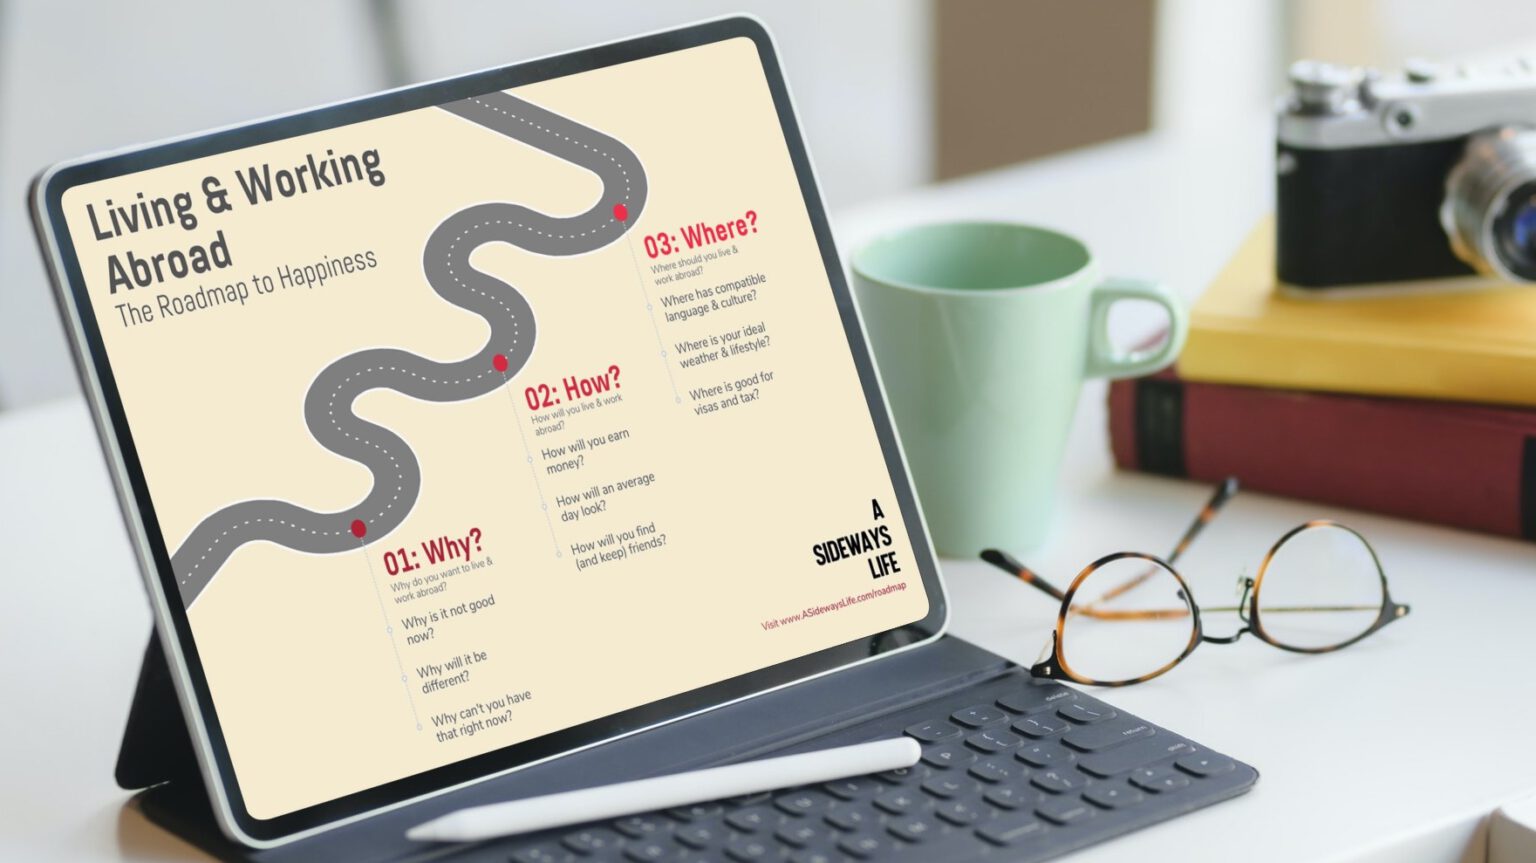 Living & Working
Abroad
The Roadmap to Happiness
01: Why?
Why do you want to live &
work abroad?
Why is it not good
now?
Why will it be
different?
Why can't you have
that right now?
02: How?
How will you live & work
abroad?
How will you earn
money?
How will an average
day look?
How will you find
(and keep) friends?
03: Where?
Where should you live &
work abroad?
Where has compatible
language & culture?
Where is your ideal
weather & lifestyle?
Where is good for
visas and tax?
A
SIDEWAYS
LIFE
Visit www.ASidewaysLife.com/roadmap
delete
return
shift